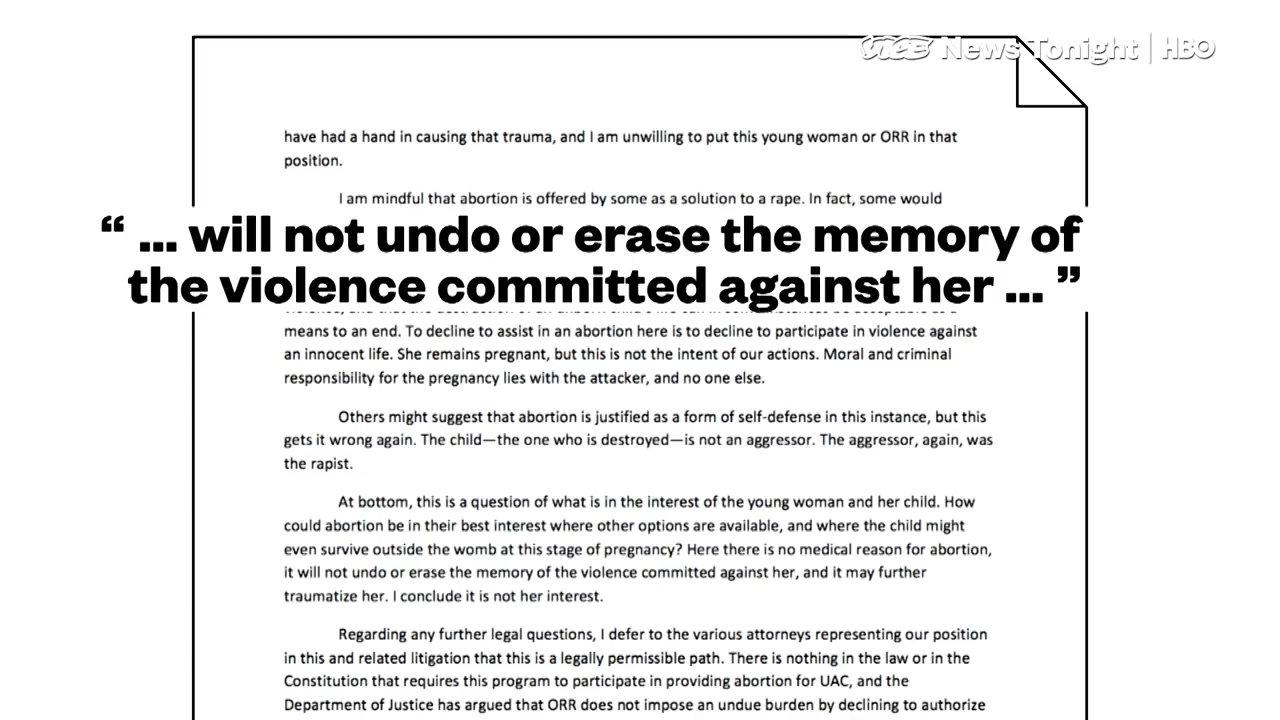 VICE News Tonight | HBO
have had a hand in causing that trauma, and I am unwilling to put this young woman or ORR in that
position.
I am mindful that abortion is offered by some as a solution to a rape. In fact, some would
“ ... will not undo or erase the memory of
the violence committed against her ... ”
means to an end. To decline to assist in an abortion here is to decline to participate in violence against
an innocent life. She remains pregnant, but this is not the intent of our actions. Moral and criminal
responsibility for the pregnancy lies with the attacker, and no one else.
Others might suggest that abortion is justified as a form of self-defense in this instance, but this
gets it wrong again. The child—the one who is destroyed—is not an aggressor. The aggressor, again, was
the rapist.
At bottom, this is a question of what is in the interest of the young woman and her child. How
could abortion be in their best interest where other options are available, and where the child might
even survive outside the womb at this stage of pregnancy? Here there is no medical reason for abortion,
it will not undo or erase the memory of the violence committed against her, and it may further
traumatize her. I conclude it is not her interest.
Regarding any further legal questions, I defer to the various attorneys representing our position
in this and related litigation that this is a legally permissible path. There is nothing in the law or in the
Constitution that requires this program to participate in providing abortion for UAC, and the
Department of Justice has argued that ORR does not impose an undue burden by declining to authorize